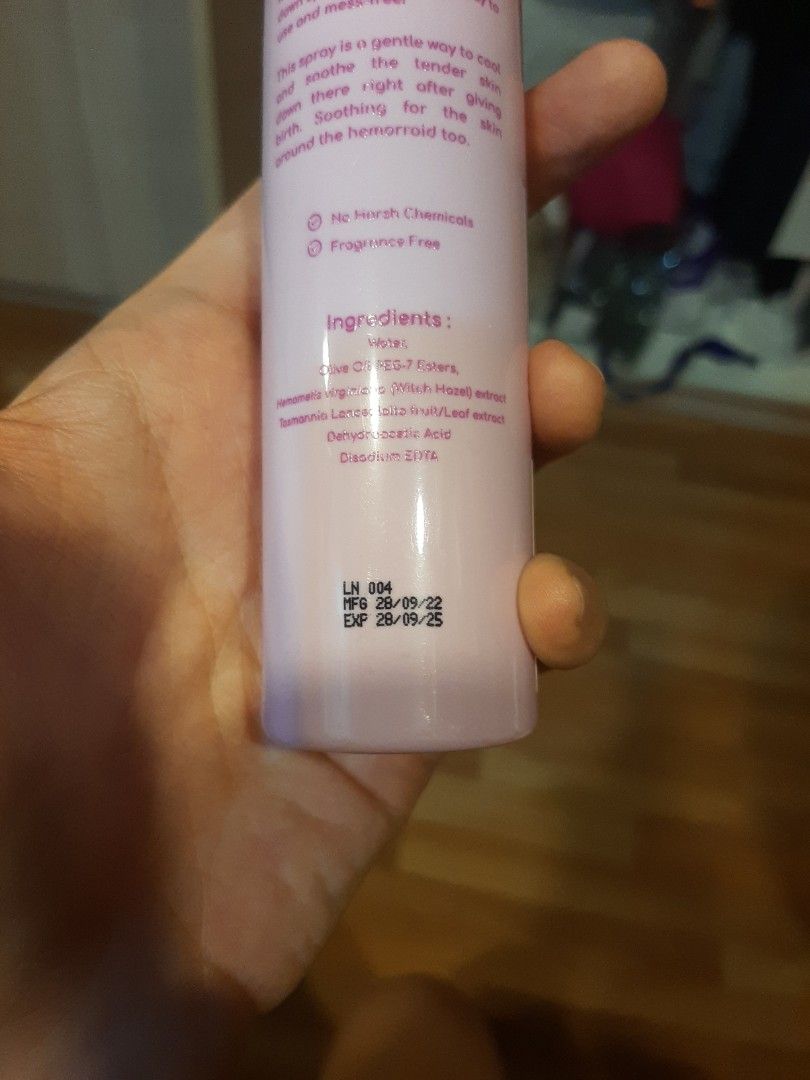 use and mess-free!
This spray is a gentle way to cool
and soothe the tender skin
down there right after giving
birth. Soothing for the skin
around the hemorroid too.
No Harsh Chemicals
Fragrance Free
Ingredients :
Water,
Olive Oil PEG-7 Esters,
Hamametis virginiana (Witch Hazel) extract
Tasmannia Lanceolata fruit/Leaf extract
Dehydroacetic Acid
Disodium EDTA
LN 004
MFG 28/09/22
EXP 28/09/25